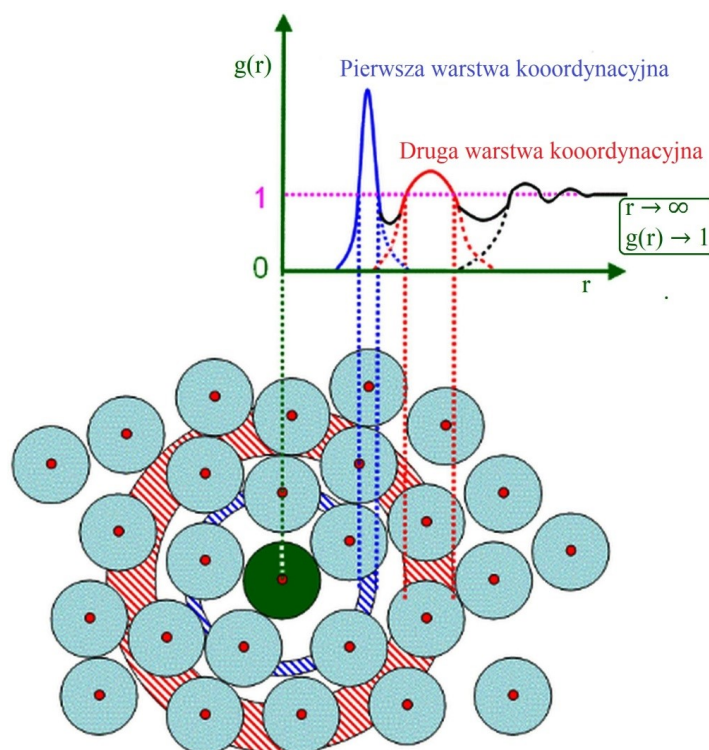 g(r)
Pierwsza warstwa kooordynacyjna
Druga warstwa kooordynacyjna
1
r → ∞
g(r) → 1
0
r